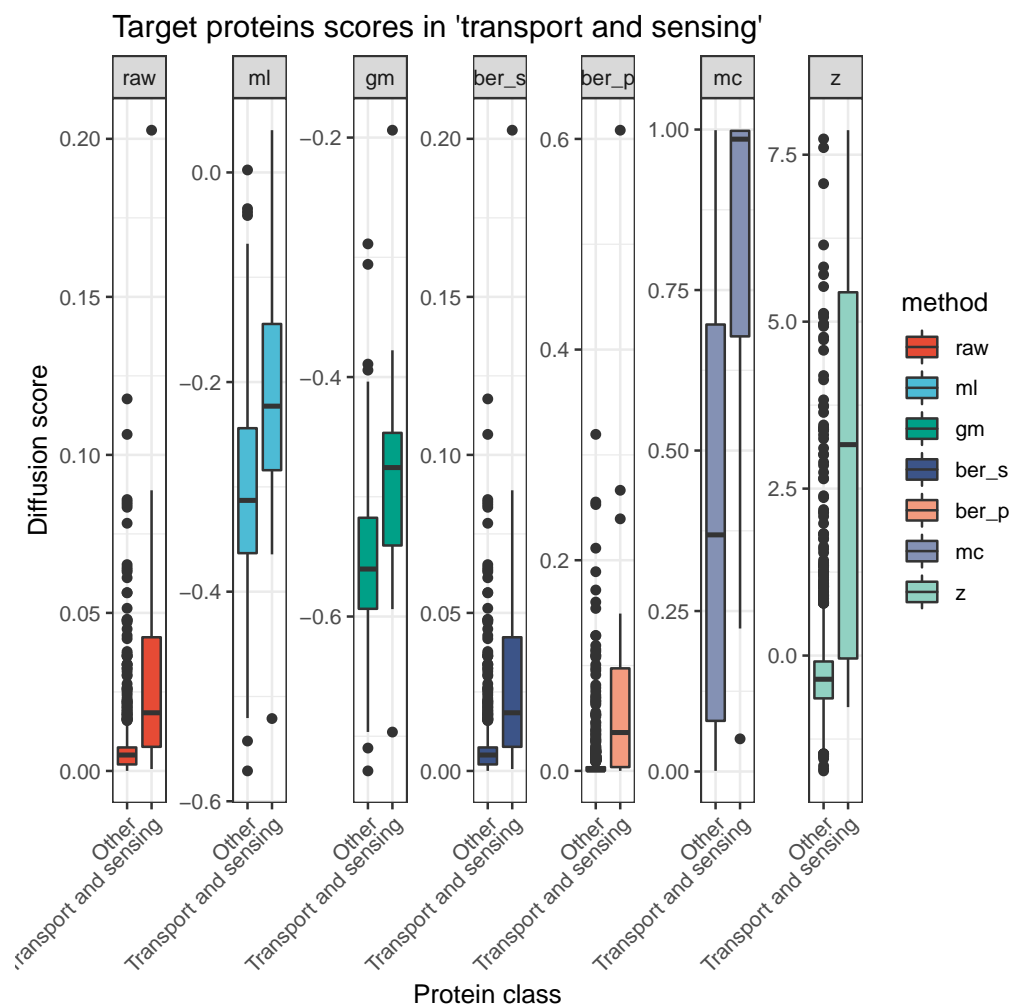 Target proteins scores in 'transport and sensing'
raw ml gm ber_s ber_p mc z
0.20 0.15 0.10 0.05 0.00
0.0 −0.2 −0.4 −0.6
−0.2 −0.4 −0.6
0.20 0.15 0.10 0.05 0.00
0.6 0.4 0.2 0.0
1.00 0.75 0.50 0.25 0.00
7.5 5.0 2.5 0.0
Diffusion score
Other
Transport and sensing
Other
Transport and sensing
Other
Transport and sensing
Other
Transport and sensing
Other
Transport and sensing
Other
Transport and sensing
Other
Transport and sensing
Protein class
method
raw
ml
gm
ber_s
ber_p
mc
z